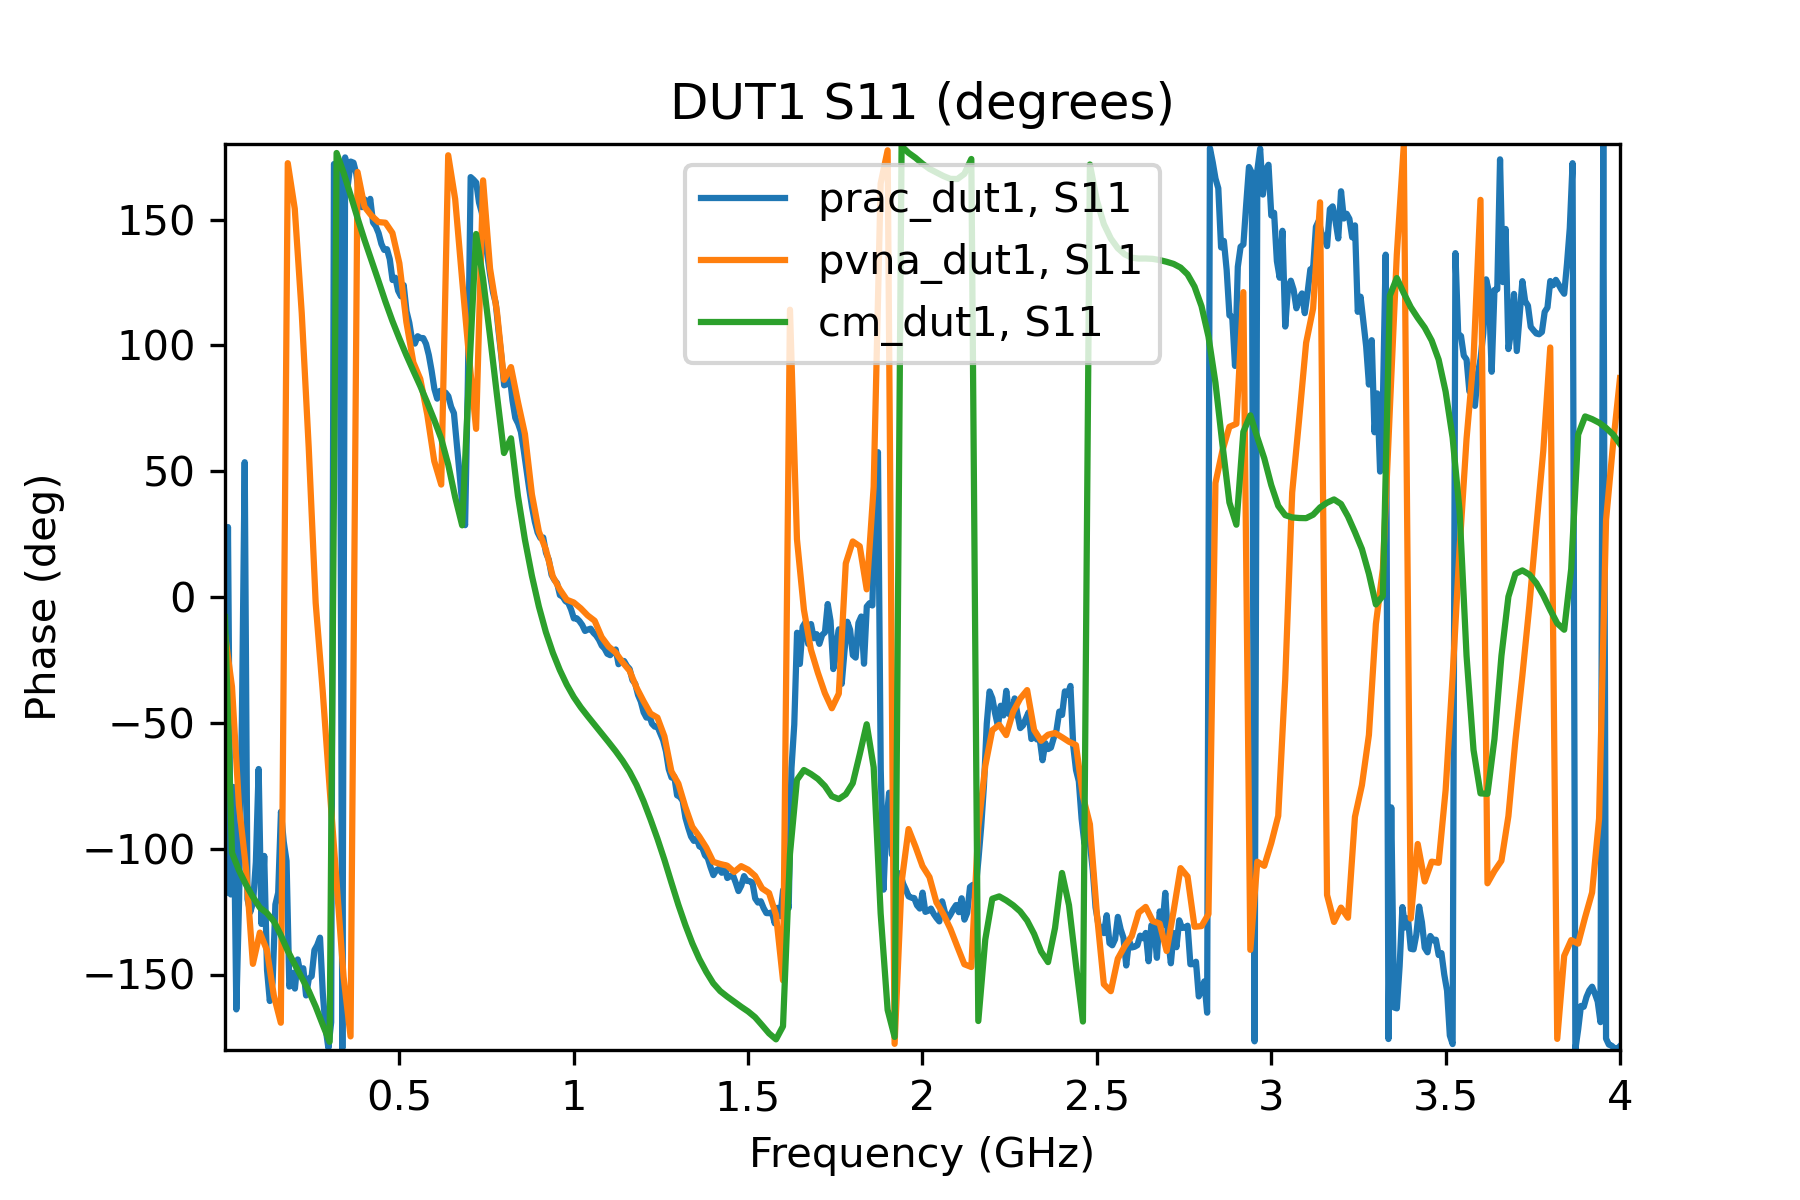 DUT1 S11 (degrees)
prac_dut1, S11
pvna_dut1, S11
cm_dut1, S11
Phase (deg)
150
100
50
0
−50
−100
−150
0.5 1 1.5 2 2.5 3 3.5 4
Frequency (GHz)